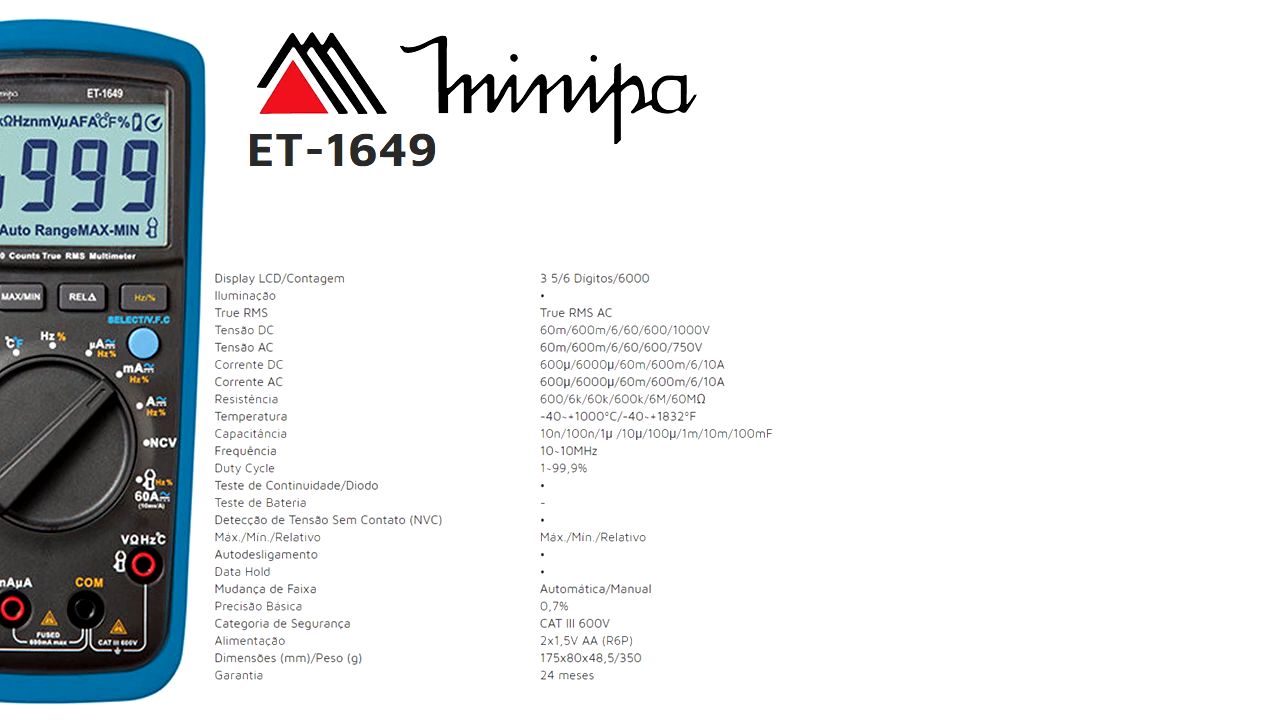 minipa
ET-1649
minipa
ET-1649
kΩHznmVµAFA°C°F%
999
Auto RangeMAX-MIN
0 Counts True RMS Multimeter
MAX/MIN
RELΔ
Hz/%
SELECT/V.F.C
°C°F
Hz %
µA
Hz%
mA
Hz%
A
Hz%
NCV
Hz%
60A
(10mv/A)
VΩHz°C
mAµA
COM
FUSED
600mA max
CAT III 600V
Display LCD/Contagem 3 5/6 Dígitos/6000
Iluminação •
True RMS True RMS AC
Tensão DC 60m/600m/6/60/600/1000V
Tensão AC 60m/600m/6/60/600/750V
Corrente DC 600µ/6000µ/60m/600m/6/10A
Corrente AC 600µ/6000µ/60m/600m/6/10A
Resistência 600/6k/60k/600k/6M/60MΩ
Temperatura -40~+1000°C/-40~+1832°F
Capacitância 10n/100n/1µ /10µ/100µ/1m/10m/100mF
Frequência 10~10MHz
Duty Cycle 1~99,9%
Teste de Continuidade/Diodo •
Teste de Bateria -
Detecção de Tensão Sem Contato (NVC) •
Máx./Mín./Relativo Máx./Mín./Relativo
Autodesligamento •
Data Hold •
Mudança de Faixa Automática/Manual
Precisão Básica 0,7%
Categoria de Segurança CAT III 600V
Alimentação 2x1,5V AA (R6P)
Dimensões (mm)/Peso (g) 175x80x48,5/350
Garantia 24 meses